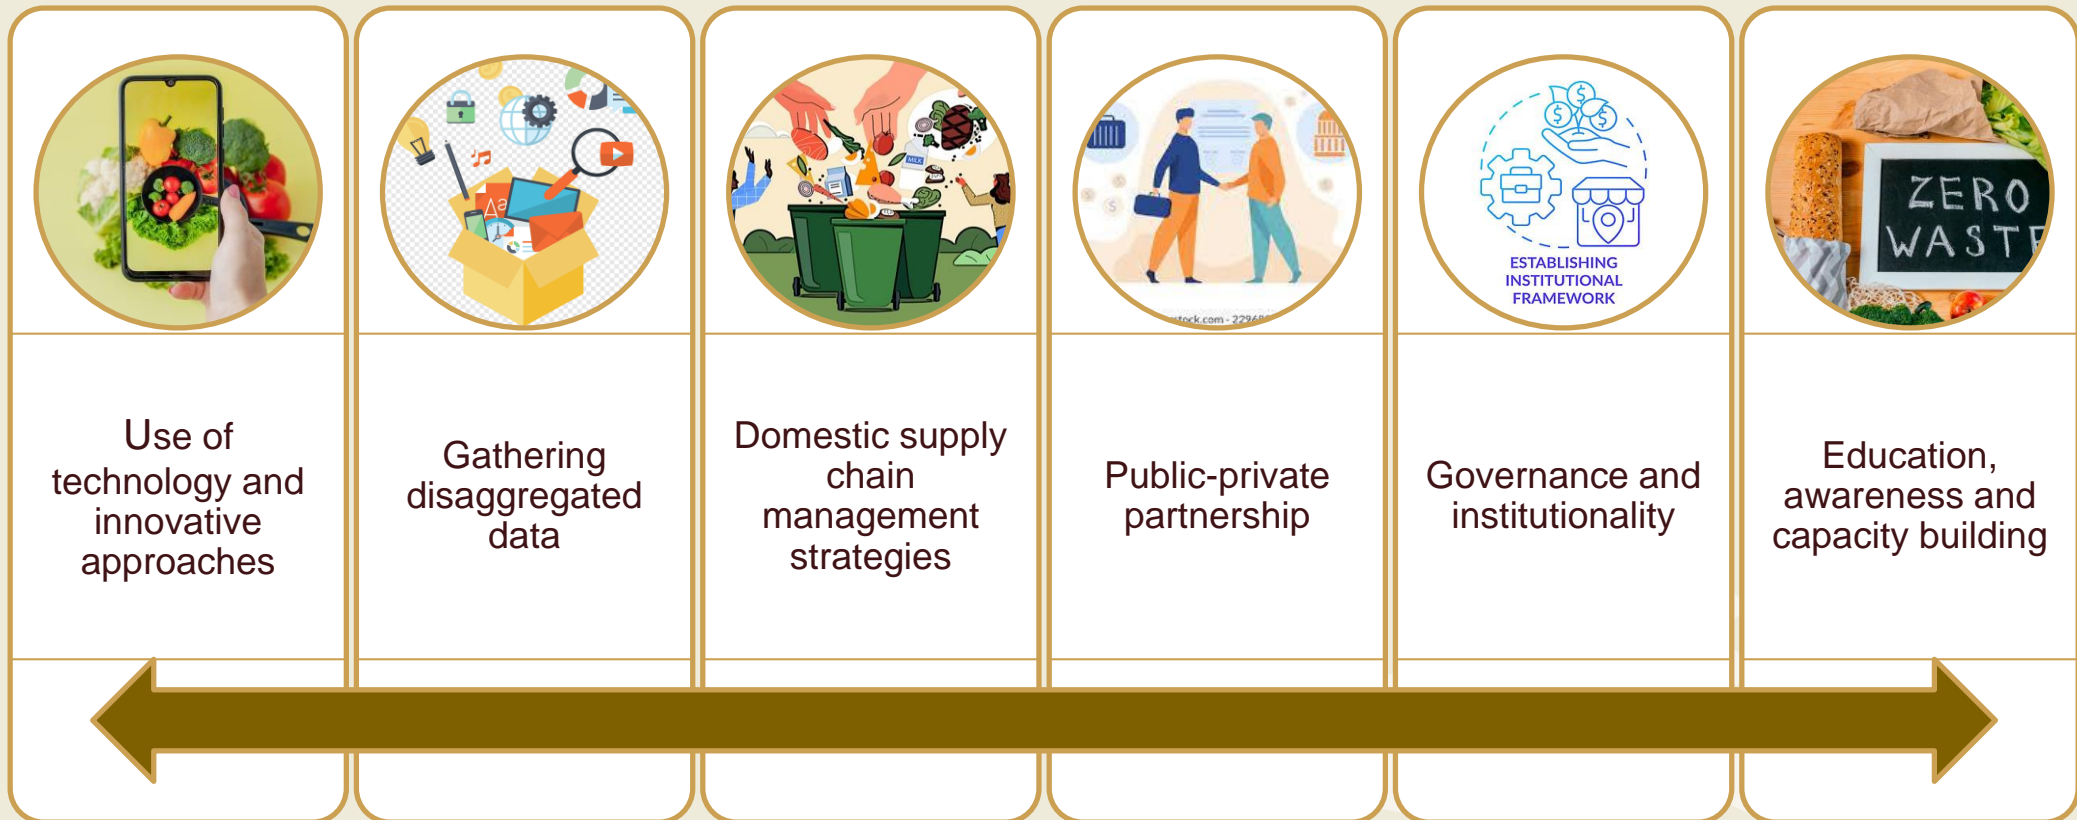 Use of
technology and
innovative
approaches
Gathering
disaggregated
data
Domestic supply
chain
management
strategies
MILK
Public-private
partnership
ESTABLISHING
INSTITUTIONAL
FRAMEWORK
Governance and
institutionality
ZERO
WASTE
Education,
awareness and
capacity building